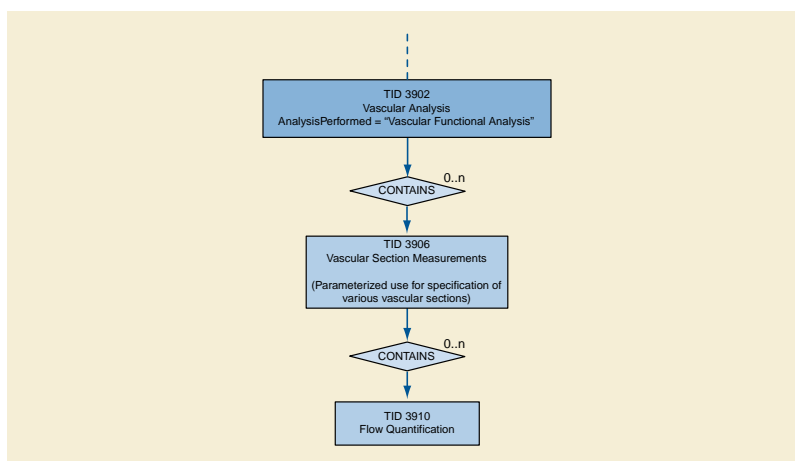 TID 3902
Vascular Analysis
AnalysisPerformed = “Vascular Functional Analysis”
0..n
CONTAINS
TID 3906
Vascular Section Measurements
(Parameterized use for specification of
various vascular sections)
0..n
CONTAINS
TID 3910
Flow Quantification